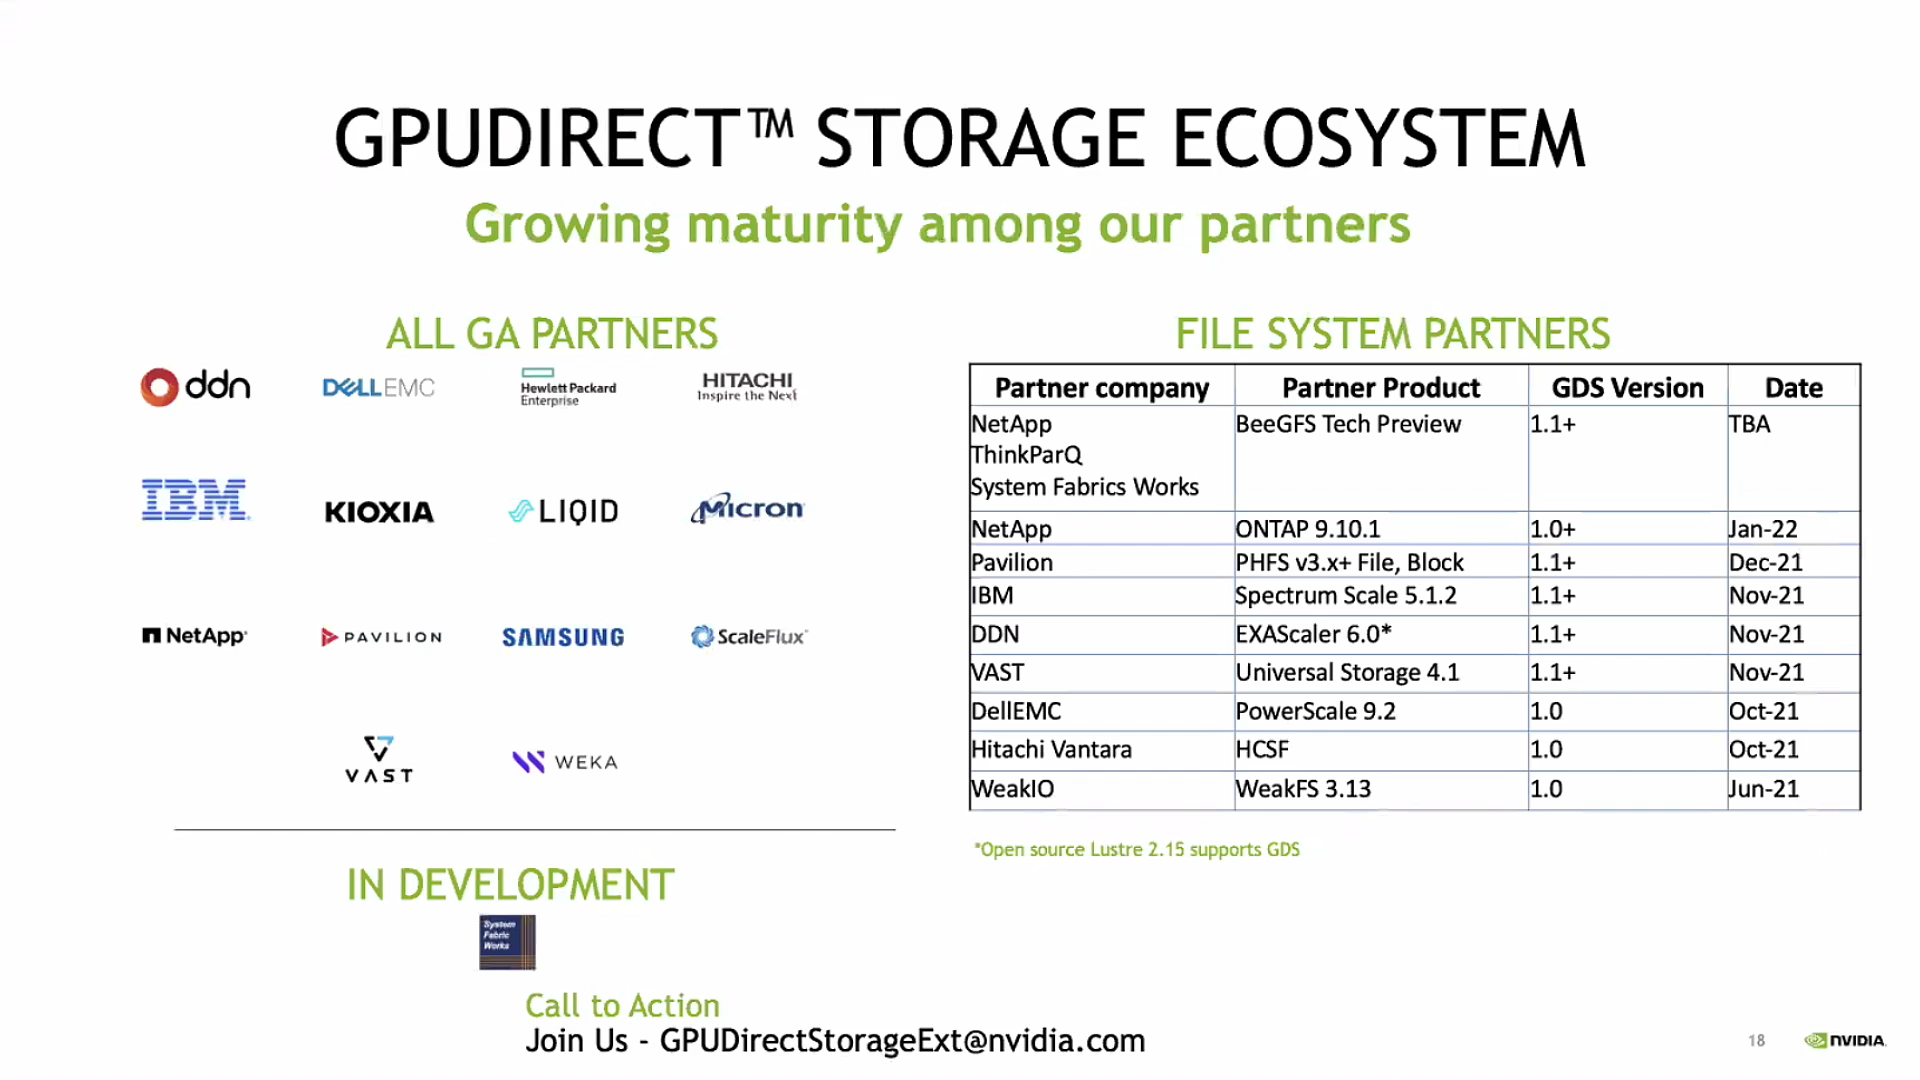 GPUDIRECT™ STORAGE ECOSYSTEM
Growing maturity among our partners
ALL GA PARTNERS
ddn
DELLEMC
Hewlett Packard
Enterprise
HITACHI
Inspire the Next
IBM
KIOXIA
LIQID
Micron
NetApp
PAVILION
SAMSUNG
ScaleFlux
VAST
WEKA
IN DEVELOPMENT
System
Fabric
Works
FILE SYSTEM PARTNERS
Partner company Partner Product GDS Version Date
NetApp BeeGFS Tech Preview 1.1+ TBA
ThinkParQ
System Fabrics Works
NetApp ONTAP 9.10.1 1.0+ Jan-22
Pavilion PHFS v3.x+ File, Block 1.1+ Dec-21
IBM Spectrum Scale 5.1.2 1.1+ Nov-21
DDN EXAScaler 6.0* 1.1+ Nov-21
VAST Universal Storage 4.1 1.1+ Nov-21
DellEMC PowerScale 9.2 1.0 Oct-21
Hitachi Vantara HCSF 1.0 Oct-21
WeakIO WeakFS 3.13 1.0 Jun-21
*Open source Lustre 2.15 supports GDS
Call to Action
Join Us - GPUDirectStorageExt@nvidia.com
18
NVIDIA.